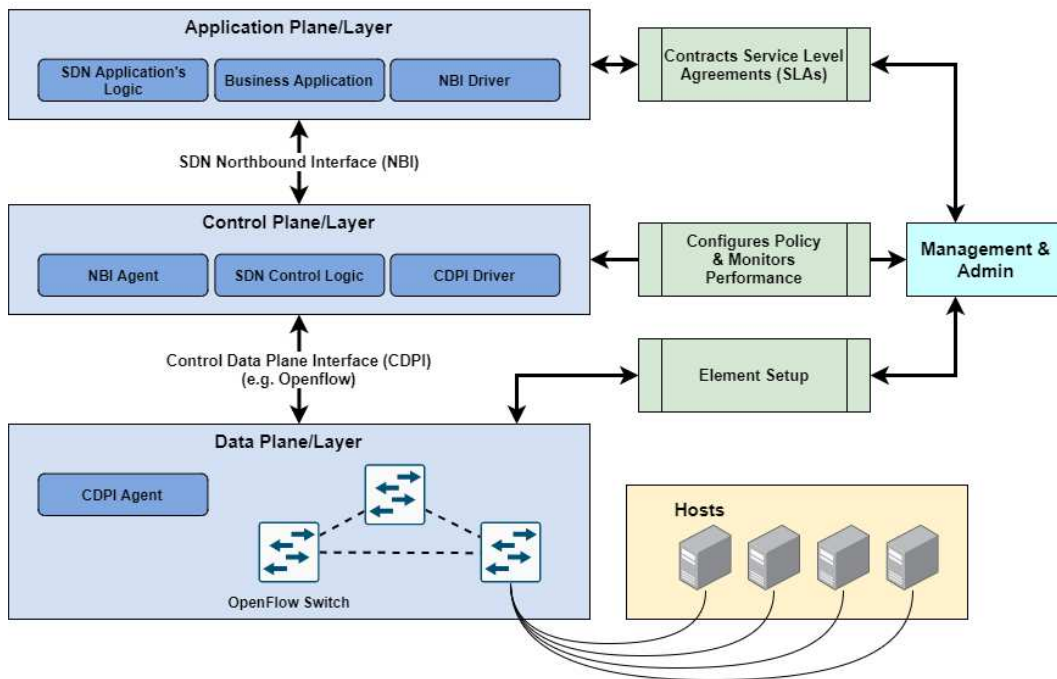 Application Plane/Layer
SDN Application's
Logic
Business Application
NBI Driver
Contracts Service Level
Agreements (SLAs)
SDN Northbound Interface (NBI)
Control Plane/Layer
NBI Agent
SDN Control Logic
CDPI Driver
Configures Policy
& Monitors
Performance
Management &
Admin
Control Data Plane Interface (CDPI)
(e.g. Openflow)
Element Setup
Data Plane/Layer
CDPI Agent
OpenFlow Switch
Hosts